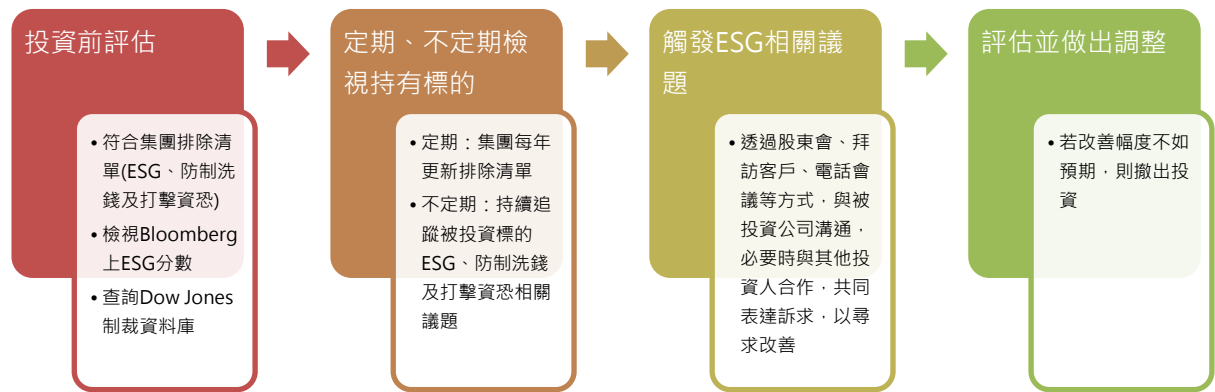 投資前評估
• 符合集團排除清
單(ESG、防制洗
錢及打擊資恐)
• 檢視Bloomberg
上ESG分數
• 查詢Dow Jones
制裁資料庫
定期、不定期檢
視持有標的
• 定期：集團每年
更新排除清單
• 不定期：持續追
蹤被投資標的
ESG、防制洗錢
及打擊資恐相關
議題
觸發ESG相關議
題
• 透過股東會、拜
訪客戶、電話會
議等方式，與被
投資公司溝通，
必要時與其他投
資人合作，共同
表達訴求，以尋
求改善
評估並做出調整
• 若改善幅度不如
預期，則撤出投
資